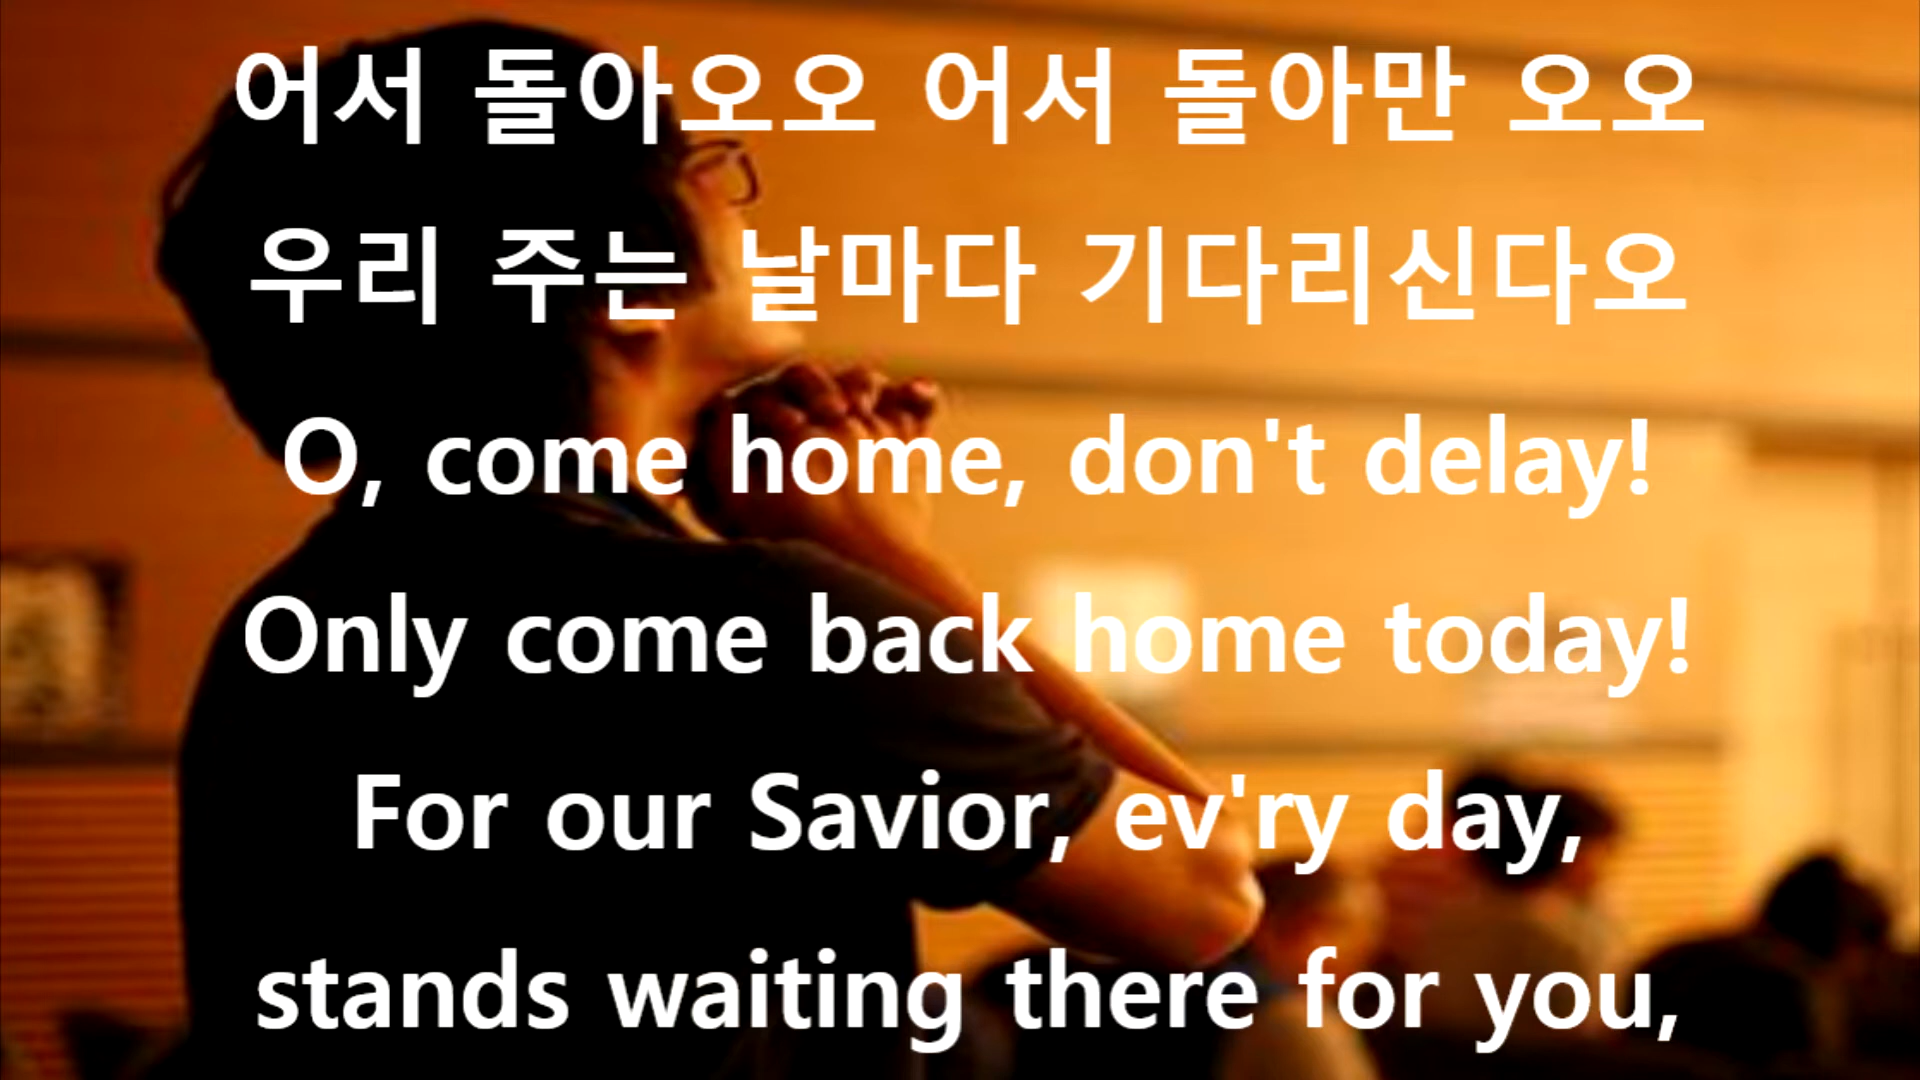 어서 돌아오오 어서 돌아만 오오
우리 주는 날마다 기다리신다오
O, come home, don't delay!
Only come back home today!
For our Savior, ev'ry day,
stands waiting there for you,